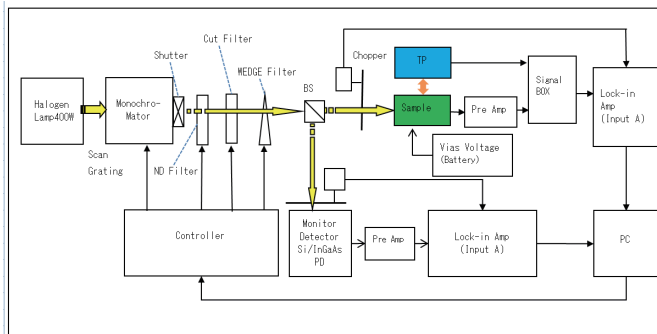 Cut Filter
Chopper
Shutter
WEDGE Filter
BS
TP
Signal
BOX
Halogen
Lamp400W
Monochro-
Mator
Sample
Pre Amp
Lock-in
Amp
(Input A)
Scan
Grating
ND Filter
Vias Voltage
(Battery)
Controller
Monitor
Detector
Si/InGaAs
PD
Pre Amp
Lock-in Amp
(Input A)
PC